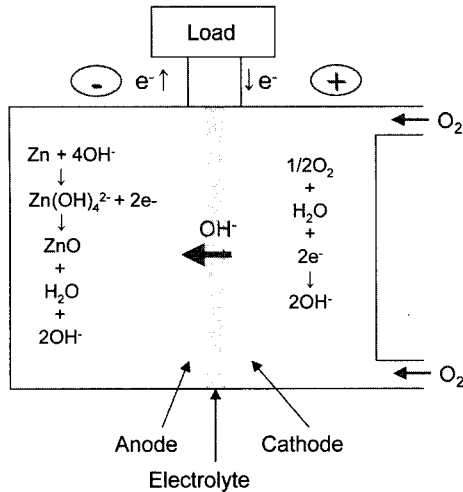 Load
- e⁻ ↑ ↓ e⁻ +
O₂
Zn + 4OH⁻
↓
Zn(OH)₄²⁻ + 2e-
↓
ZnO
+
H₂O
+
2OH⁻
OH⁻
1/2O₂
+
H₂O
+
2e⁻
↓
2OH⁻
O₂
Anode
Cathode
Electrolyte